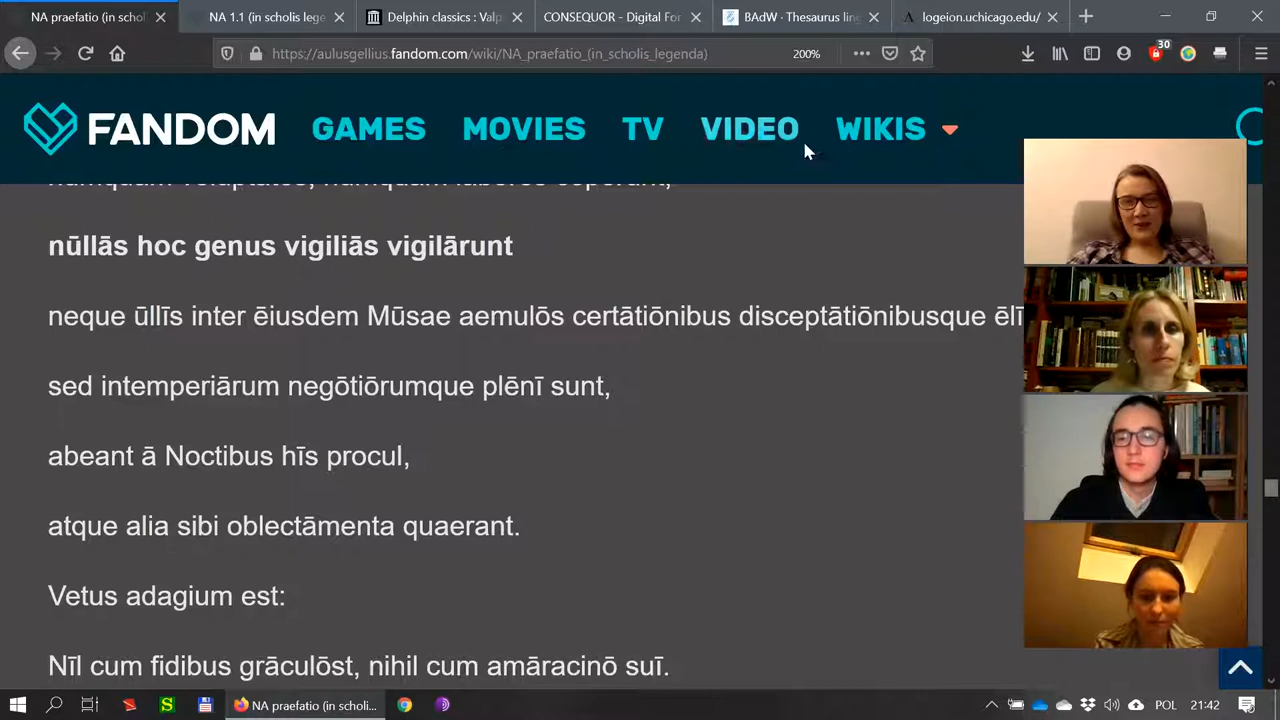 NA praefatio (in schol
NA 1.1 (in scholis lege
Delphin classics : Valp
CONSEQUOR - Digital For
BAdW · Thesaurus ling
logeion.uchicago.edu/
https://aulusgellius.fandom.com/wiki/NA_praefatio_(in_scholis_legenda)
200%
30
FANDOM
GAMES
MOVIES
TV
VIDEO
WIKIS
nūllās hoc genus vigiliās vigilārunt
neque ūllīs inter ēiusdem Mūsae aemulōs certātiōnibus disceptātiōnibusque ēlī
sed intemperiārum negōtiōrumque plēnī sunt,
abeant ā Noctibus hīs procul,
atque alia sibi oblectāmenta quaerant.
Vetus adagium est:
Nīl cum fidibus grāculōst, nihil cum amāracinō suī.
NA praefatio (in scholi...
POL
21:42